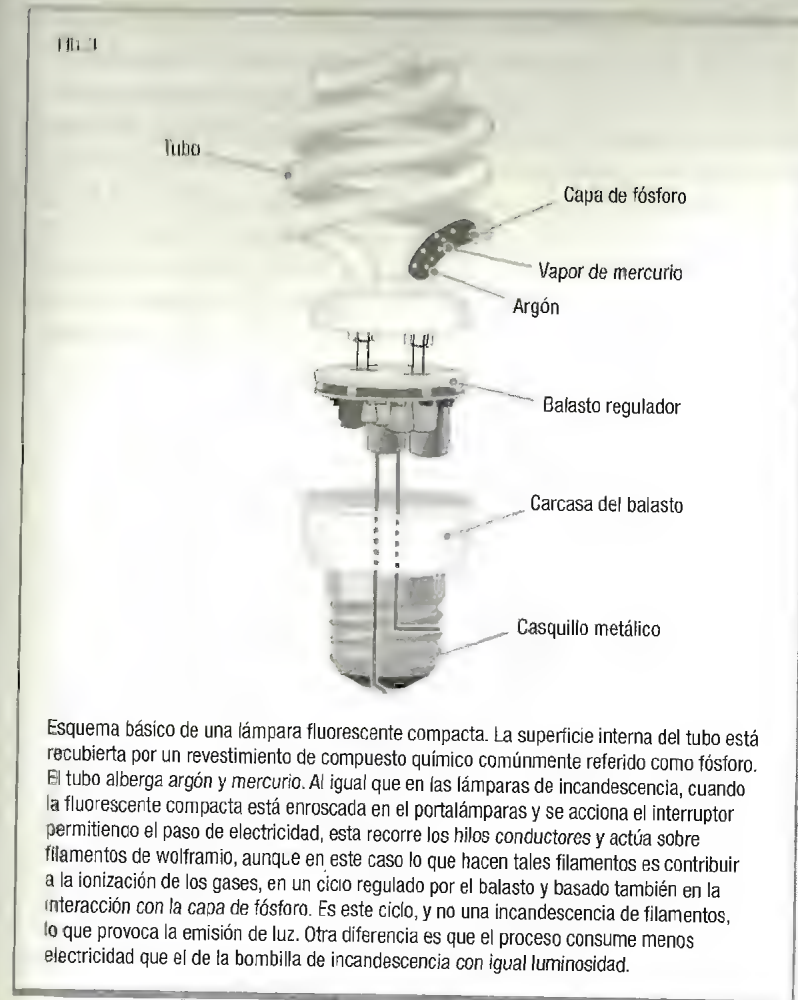 Tubo
Capa de fósforo
Vapor de mercurio
Argón
Balasto regulador
Carcasa del balasto
Casquillo metálico
Esquema básico de una lámpara fluorescente compacta. La superficie interna del tubo está
recubierta por un revestimiento de compuesto químico comúnmente referido como fósforo.
El tubo alberga argón y mercurio. Al igual que en las lámparas de incandescencia, cuando
la fluorescente compacta está enroscada en el portalámparas y se acciona el interruptor
permitiendo el paso de electricidad, esta recorre los hilos conductores y actúa sobre
filamentos de wolframio, aunque en este caso lo que hacen tales filamentos es contribuir
a la ionización de los gases, en un ciclo regulado por el balasto y basado también en la
interacción con la capa de fósforo. Es este ciclo, y no una incandescencia de filamentos,
lo que provoca la emisión de luz. Otra diferencia es que el proceso consume menos
electricidad que el de la bombilla de incandescencia con igual luminosidad.